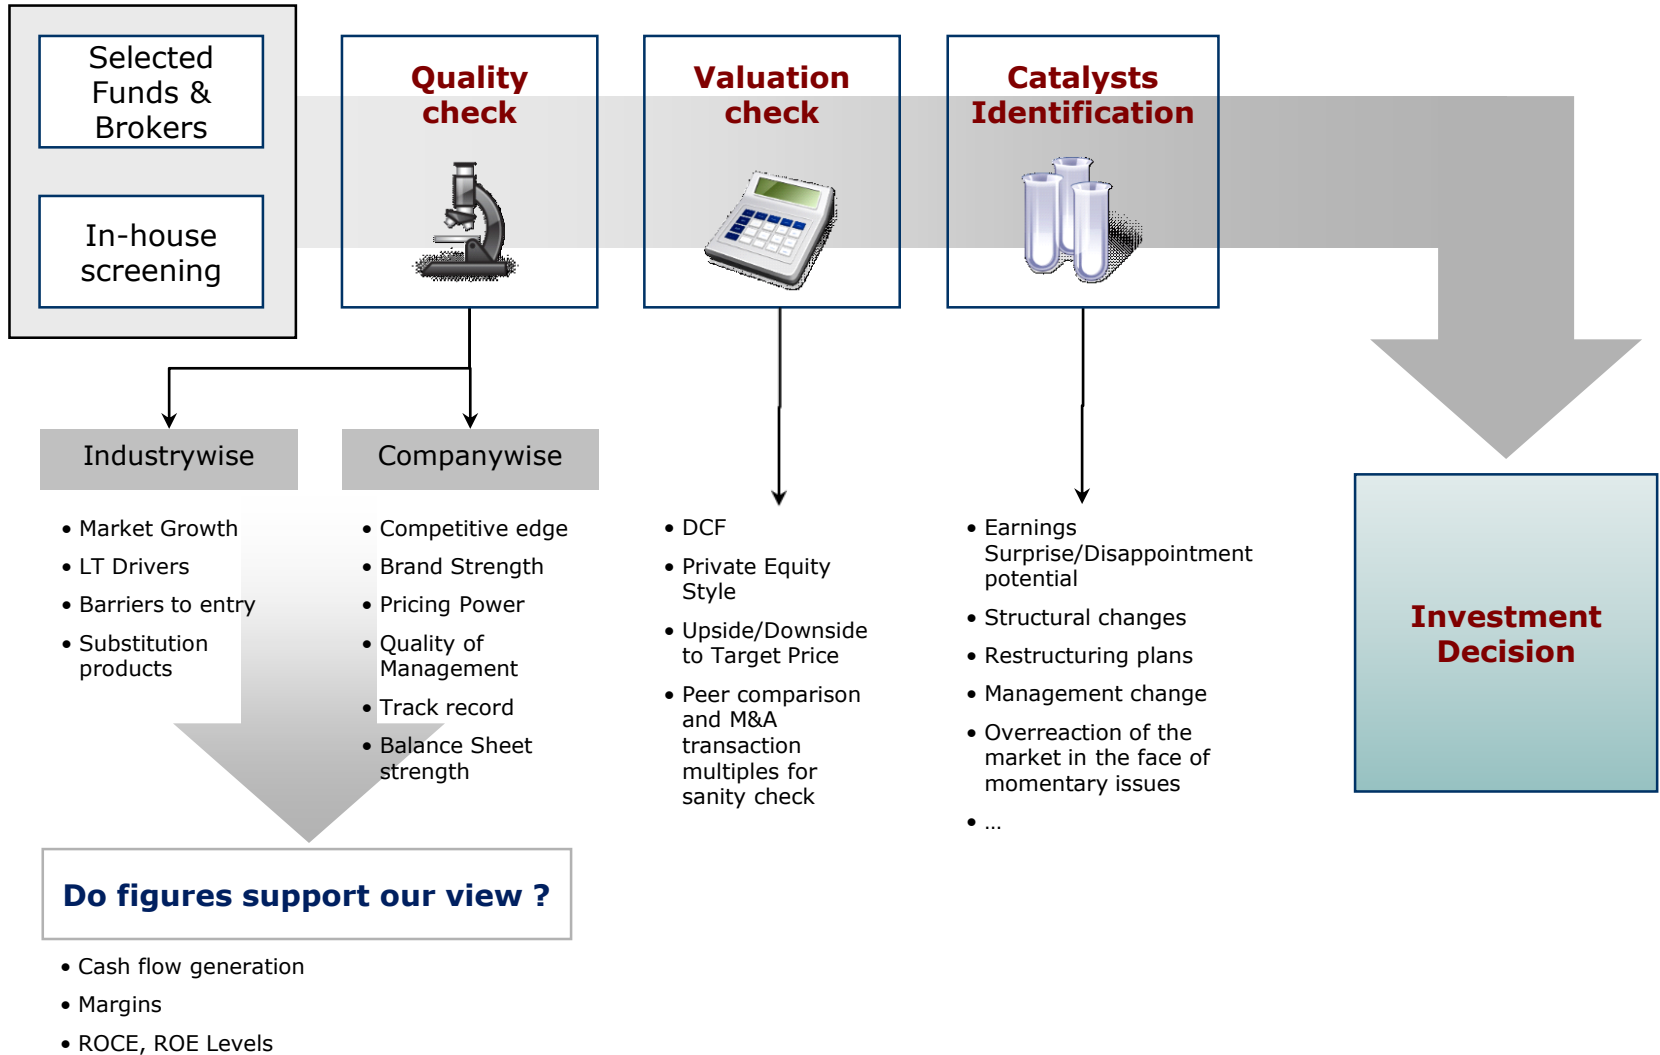 Selected
Funds &
Brokers
In-house
screening
Quality
check
Valuation
check
Catalysts
Identification
Industrywise
• Market Growth
• LT Drivers
• Barriers to entry
• Substitution
products
Companywise
• Competitive edge
• Brand Strength
• Pricing Power
• Quality of
Management
• Track record
• Balance Sheet
strength
• DCF
• Private Equity
Style
• Upside/Downside
to Target Price
• Peer comparison
and M&A
transaction
multiples for
sanity check
• Earnings
Surprise/Disappointment
potential
• Structural changes
• Restructuring plans
• Management change
• Overreaction of the
market in the face of
momentary issues
• …
Investment
Decision
Do figures support our view ?
• Cash flow generation
• Margins
• ROCE, ROE Levels